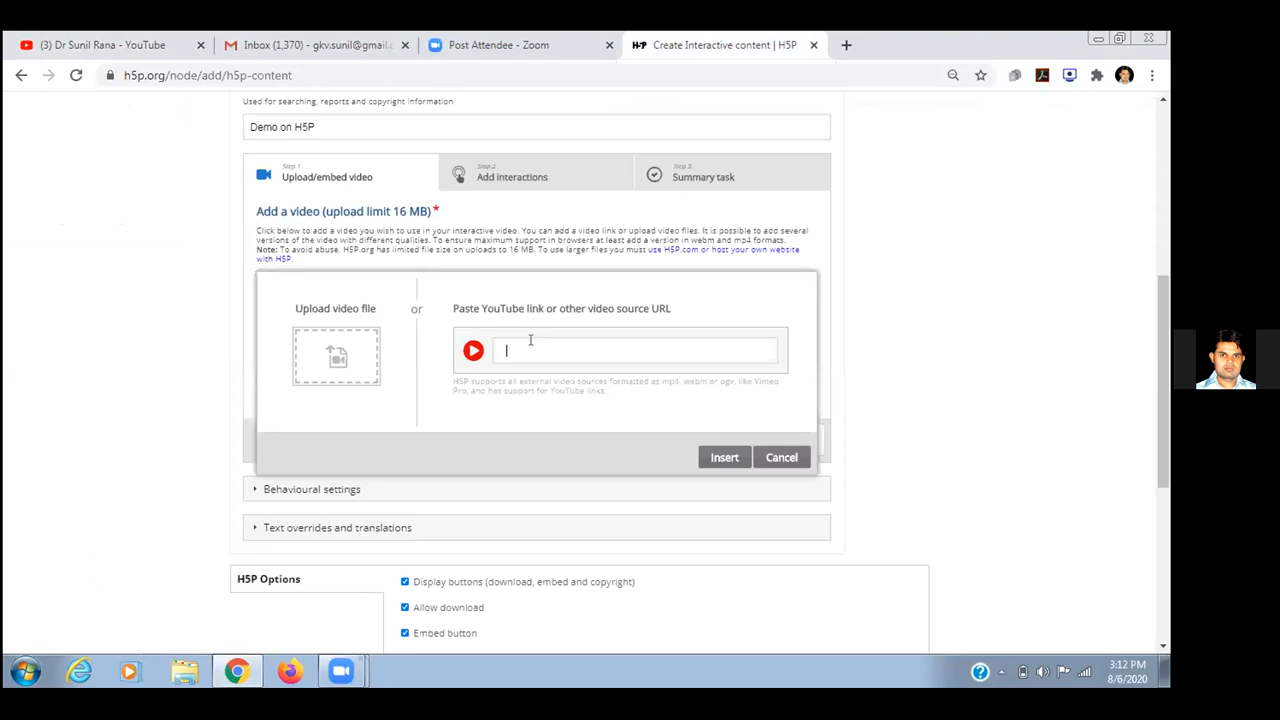 (3) Dr Sunil Rana - YouTube
Inbox (1,370) - gkv.sunil@gmail.c
Post Attendee - Zoom
H-P Create Interactive content | H5P
h5p.org/node/add/h5p-content
Used for searching, reports and copyright information
Demo on H5P
Step 1
Upload/embed video
Step 2
Add interactions
Step 3
Summary task
Add a video (upload limit 16 MB)*
Click below to add a video you wish to use in your interactive video. You can add a video link or upload video files. It is possible to add several
versions of the video with different qualities. To ensure maximum support in browsers at least add a version in webm and mp4 formats.
Note: To avoid abuse, H5P.org has limited file size on uploads to 16 MB. To use larger files you must use H5P.com or host your own website
with H5P.
Upload video file
or
Paste YouTube link or other video source URL
H5P supports all external video sources formatted as mp4, webm or ogv, like Vimeo
Pro, and has support for YouTube links.
Insert
Cancel
Behavioural settings
Text overrides and translations
H5P Options
Display buttons (download, embed and copyright)
Allow download
Embed button
3:12 PM
8/6/2020